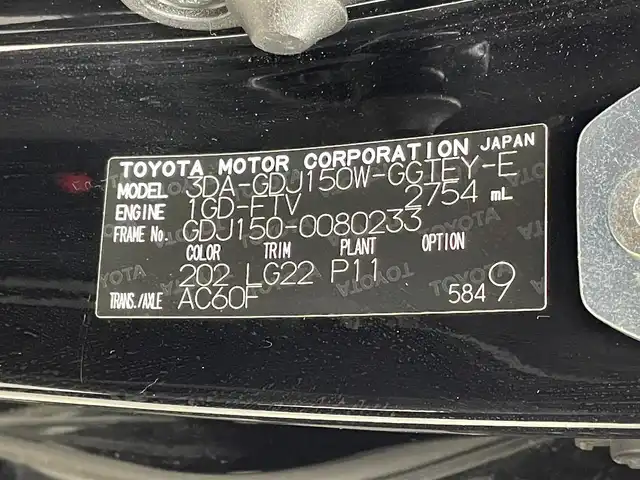 TOYOTA MOTOR CORPORATION JAPAN
MODEL 3DA-GDJ150W-GGTEY-E
ENGINE 1GD-FTV 2754 mL
FRAME No. GDJ150-0080233
COLOR TRIM PLANT OPTION
202 LG22 P11
TRANS./AXLE AC60F 5849